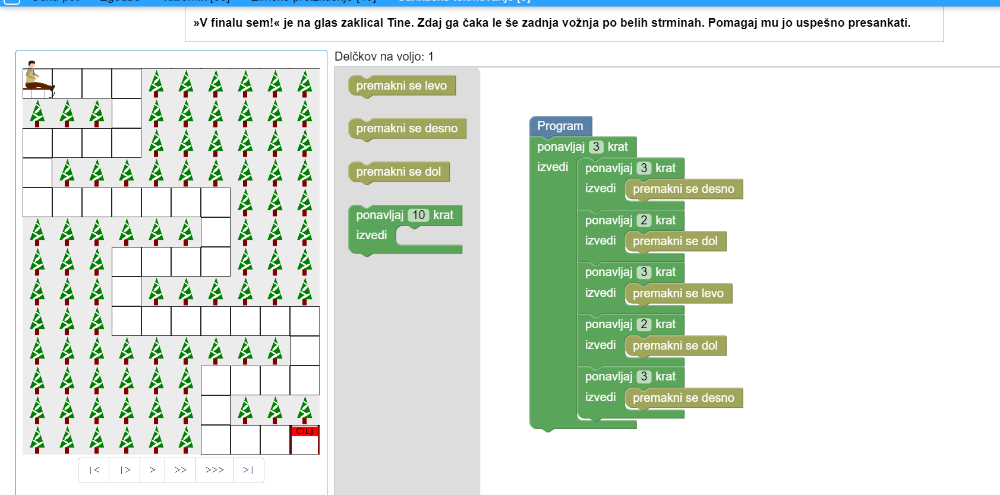 »V finalu sem!« je na glas zaklical Tine. Zdaj ga čaka le še zadnja vožnja po belih strminah. Pomagaj mu jo uspešno presankati.
Delčkov na voljo: 1
premakni se levo
premakni se desno
premakni se dol
ponavljaj 10 krat
izvedi
Program
ponavljaj 3 krat
izvedi
ponavljaj 3 krat
izvedi premakni se desno
ponavljaj 2 krat
izvedi premakni se dol
ponavljaj 3 krat
izvedi premakni se levo
ponavljaj 2 krat
izvedi premakni se dol
ponavljaj 3 krat
izvedi premakni se desno
CILJ
|< |> > >> >>> >|